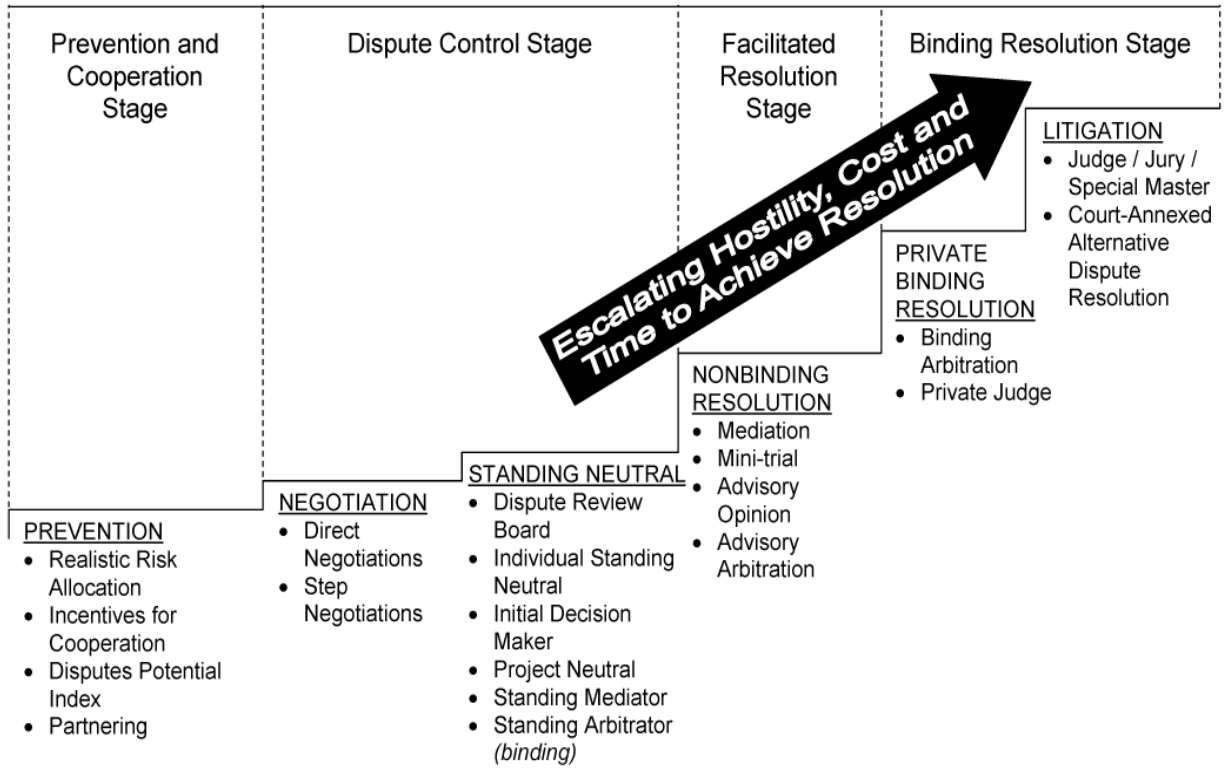 Prevention and
Cooperation
Stage
Dispute Control Stage
Facilitated
Resolution
Stage
Binding Resolution Stage
Escalating Hostility, Cost and
Time to Achieve Resolution
PREVENTION
• Realistic Risk
Allocation
• Incentives for
Cooperation
• Disputes Potential
Index
• Partnering
NEGOTIATION
• Direct
Negotiations
• Step
Negotiations
STANDING NEUTRAL
• Dispute Review
Board
• Individual Standing
Neutral
• Initial Decision
Maker
• Project Neutral
• Standing Mediator
• Standing Arbitrator
(binding)
NONBINDING
RESOLUTION
• Mediation
• Mini-trial
• Advisory
Opinion
• Advisory
Arbitration
PRIVATE
BINDING
RESOLUTION
• Binding
Arbitration
• Private Judge
LITIGATION
• Judge / Jury /
Special Master
• Court-Annexed
Alternative
Dispute
Resolution